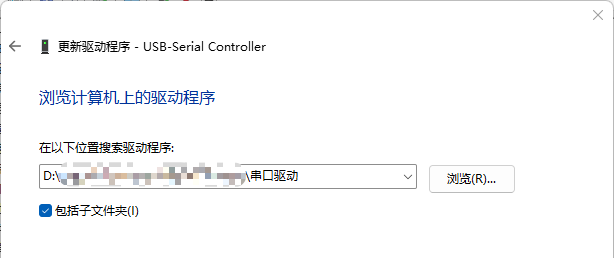 更新驱动程序 - USB-Serial Controller
浏览计算机上的驱动程序
在以下位置搜索驱动程序:
D:\ \串口驱动
浏览(R)...
包括子文件夹(I)